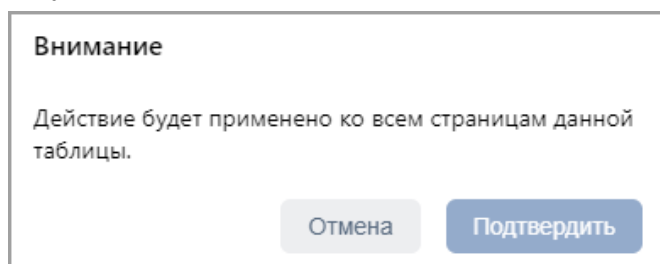 Внимание
Действие будет применено ко всем страницам данной
таблицы.
Отмена
Подтвердить